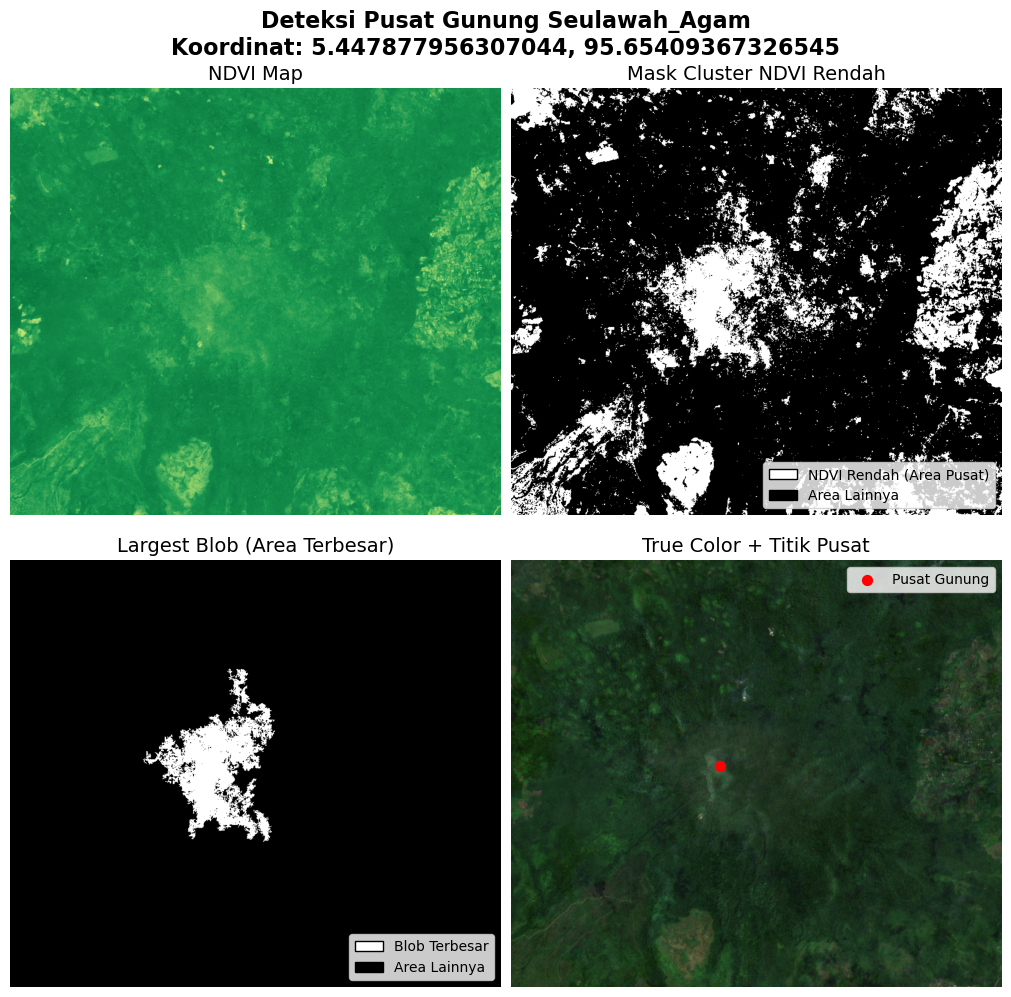 Deteksi Pusat Gunung Seulawah_Agam
Koordinat: 5.447877956307044, 95.65409367326545
NDVI Map
Mask Cluster NDVI Rendah
NDVI Rendah (Area Pusat)
Area Lainnya
Largest Blob (Area Terbesar)
True Color + Titik Pusat
Blob Terbesar
Area Lainnya
Pusat Gunung